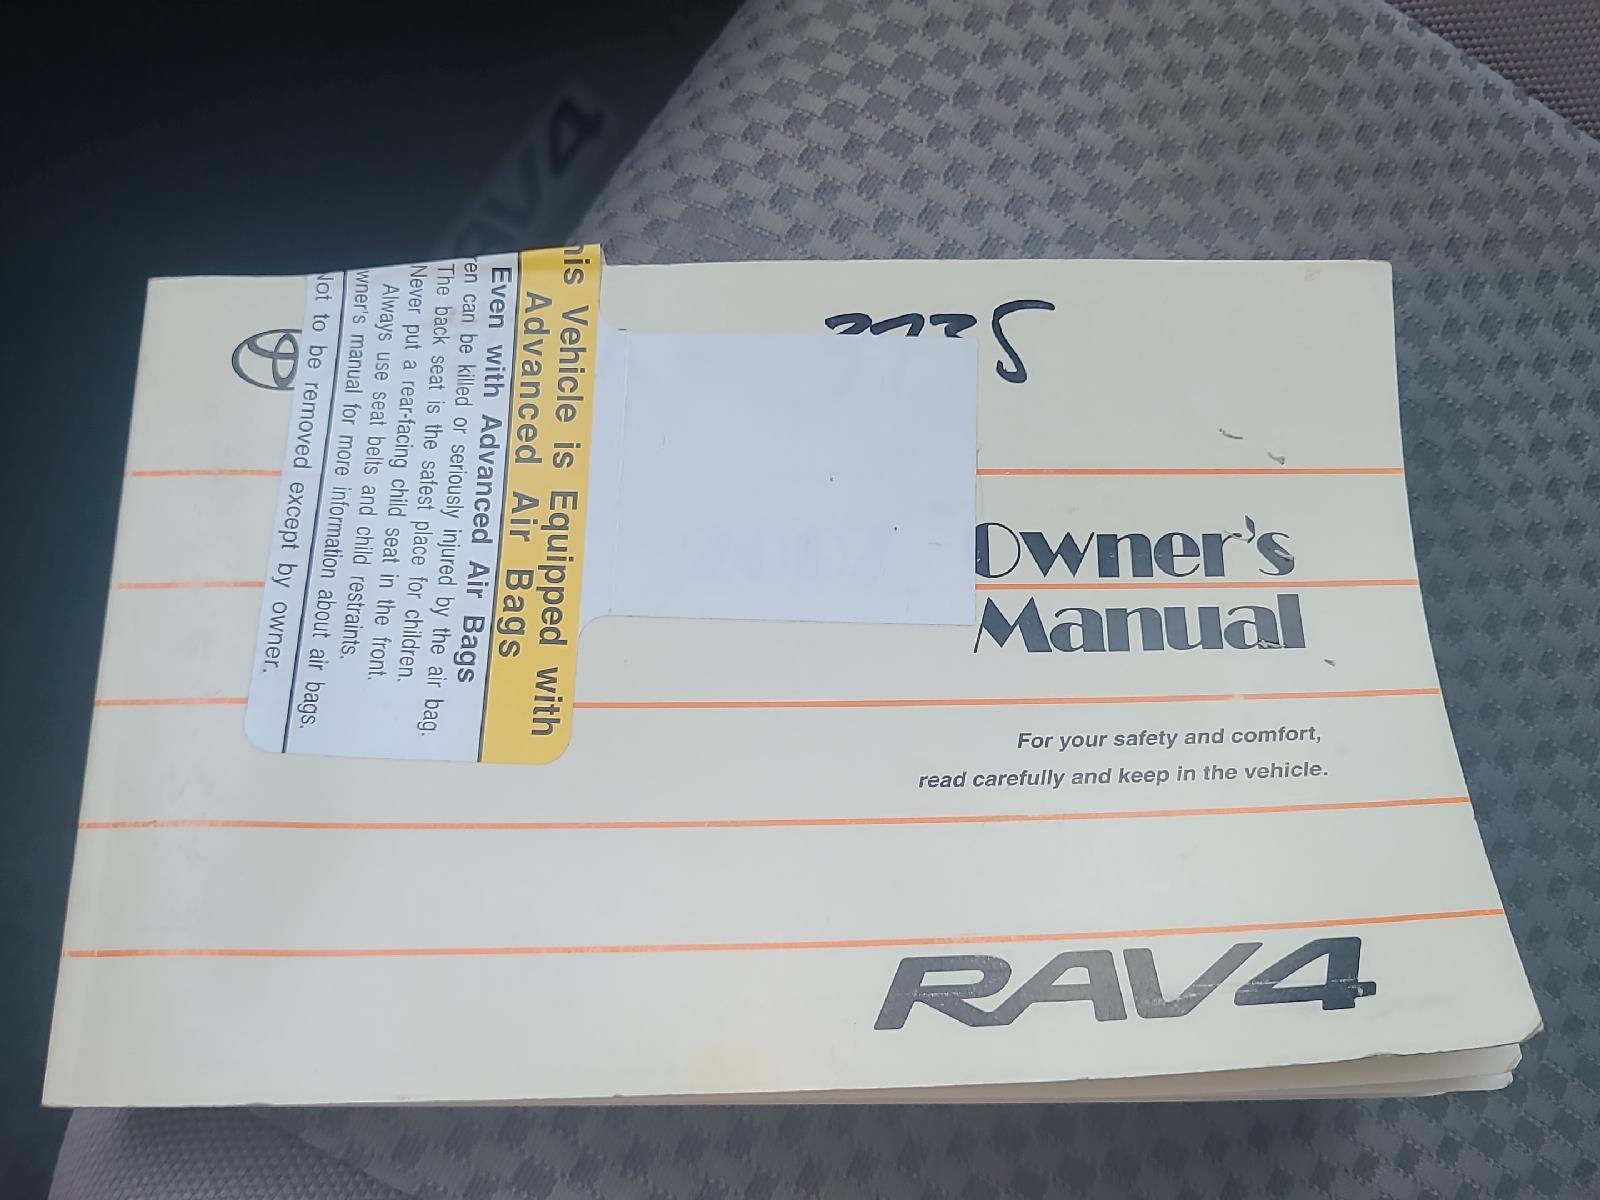 Save
Owner's
Manual
For your safety and comfort,
read carefully and keep in the vehicle.
RAV4
his Vehicle is Equipped with
Advanced Air Bags
Even with Advanced Air Bags
en can be killed or seriously injured by the air bag.
The back seat is the safest place for children.
Never put a rear-facing child seat in the front.
Always use seat belts and child restraints.
wner's manual for more information about air bags.
Not to be removed except by owner.
AV4